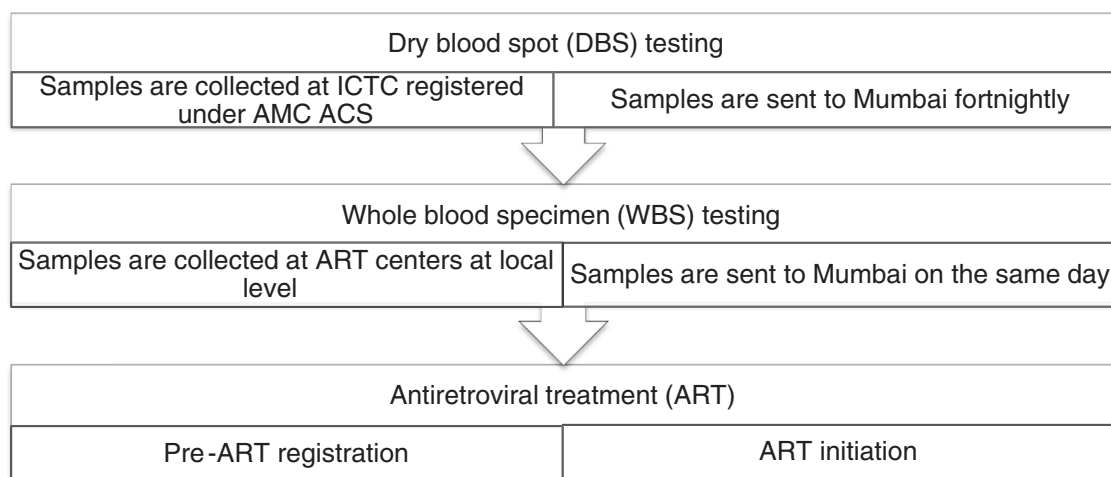 Dry blood spot (DBS) testing
Samples are collected at ICTC registered
under AMC ACS
Samples are sent to Mumbai fortnightly
Whole blood specimen (WBS) testing
Samples are collected at ART centers at local
level
Samples are sent to Mumbai on the same day
Antiretroviral treatment (ART)
Pre-ART registration
ART initiation